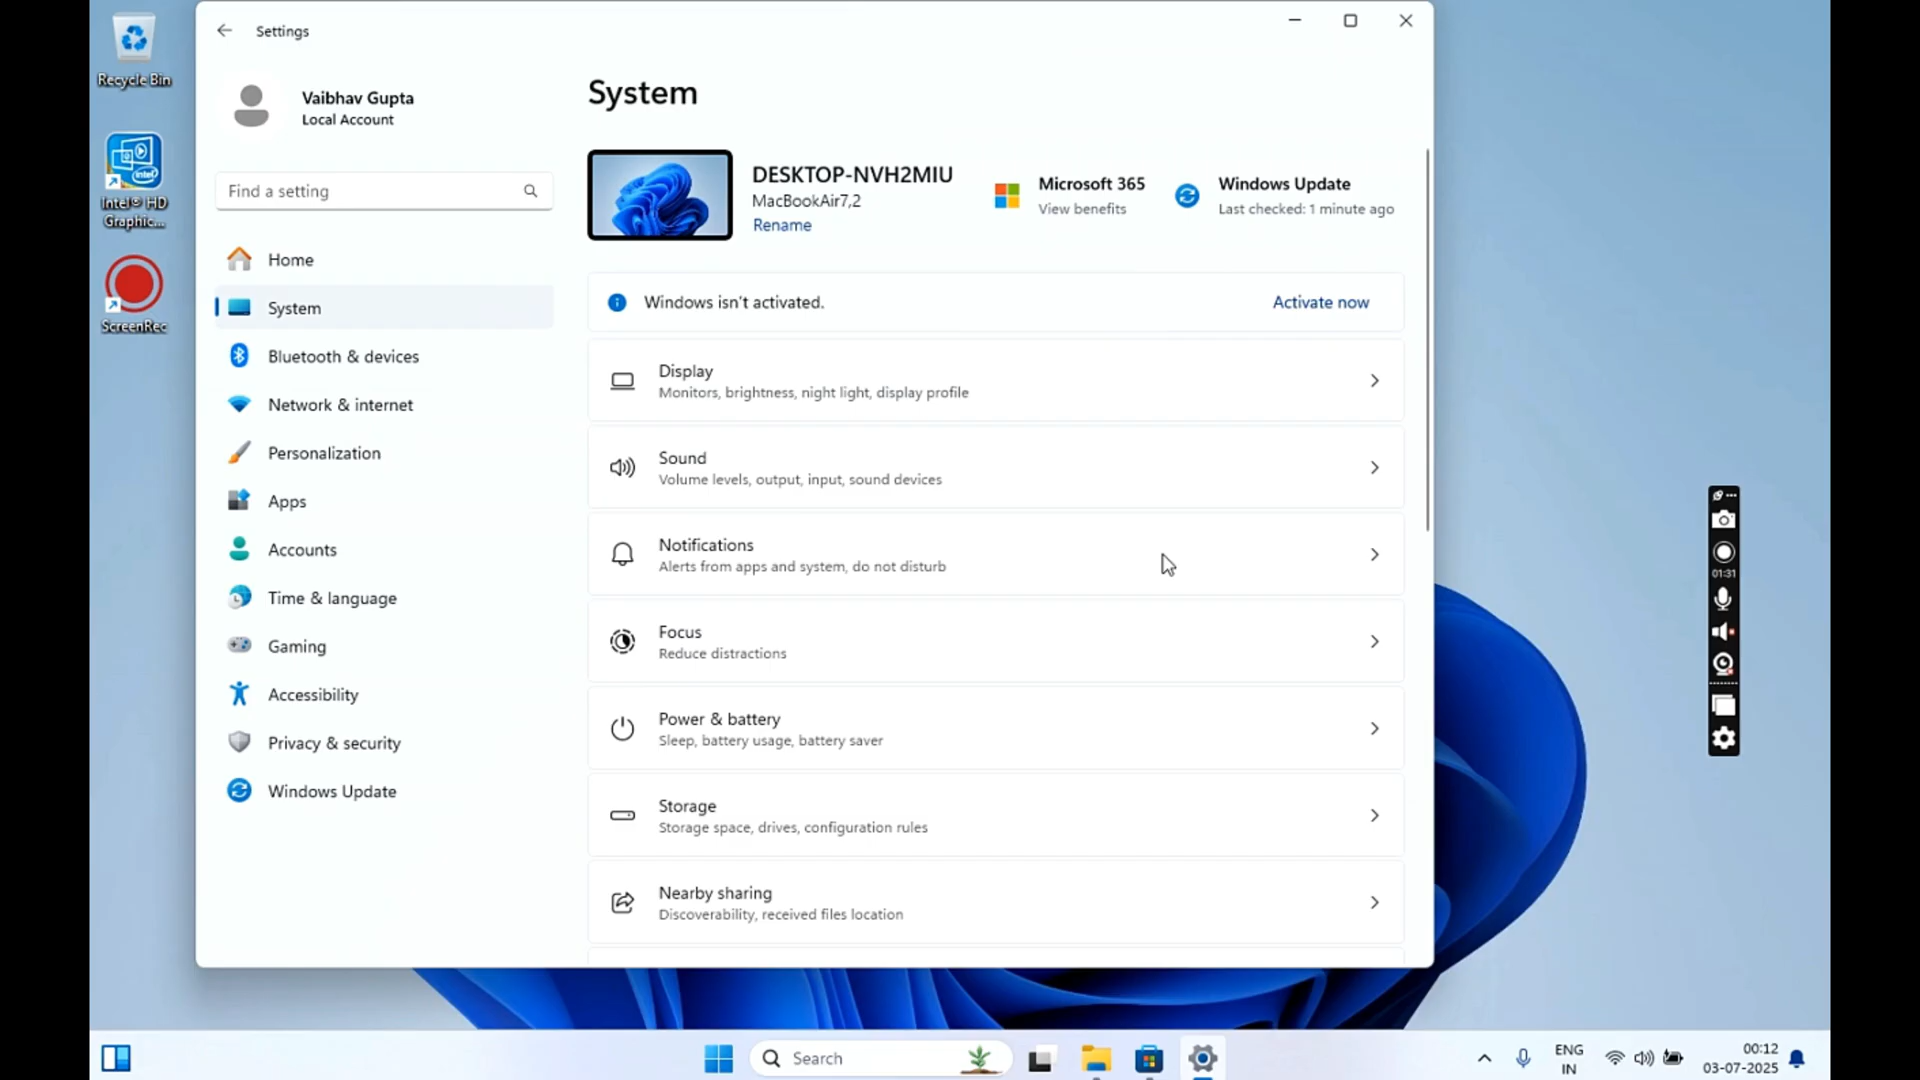 Recycle Bin
Intel® HD
Graphic...
ScreenRec
Settings
Vaibhav Gupta
Local Account
Find a setting
Home
System
Bluetooth & devices
Network & internet
Personalization
Apps
Accounts
Time & language
Gaming
Accessibility
Privacy & security
Windows Update
System
DESKTOP-NVH2MIU
MacBookAir7,2
Rename
Microsoft 365
View benefits
Windows Update
Last checked: 1 minute ago
Windows isn't activated.
Activate now
Display
Monitors, brightness, night light, display profile
Sound
Volume levels, output, input, sound devices
Notifications
Alerts from apps and system, do not disturb
Focus
Reduce distractions
Power & battery
Sleep, battery usage, battery saver
Storage
Storage space, drives, configuration rules
Nearby sharing
Discoverability, received files location
01:31
Search
ENG
IN
00:12
03-07-2025